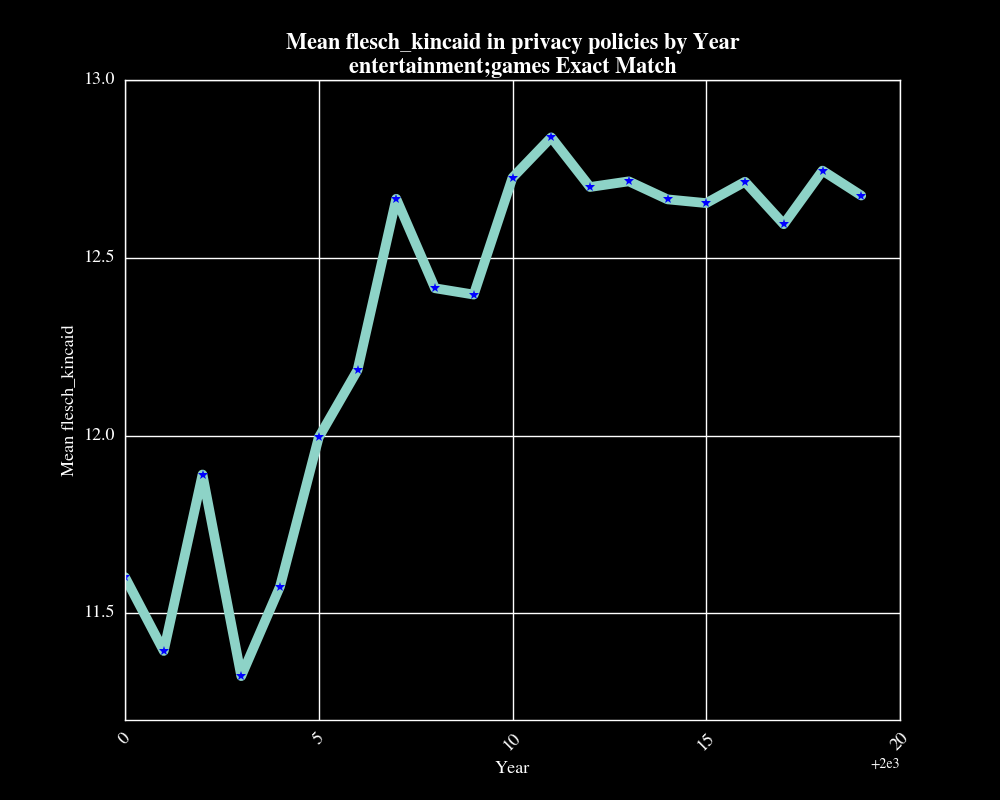 Mean flesch_kincaid in privacy policies by Year
entertainment;games Exact Match
13.0
12.5
12.0
11.5
Mean flesch_kincaid
0
5
10
15
20
Year
+2e3